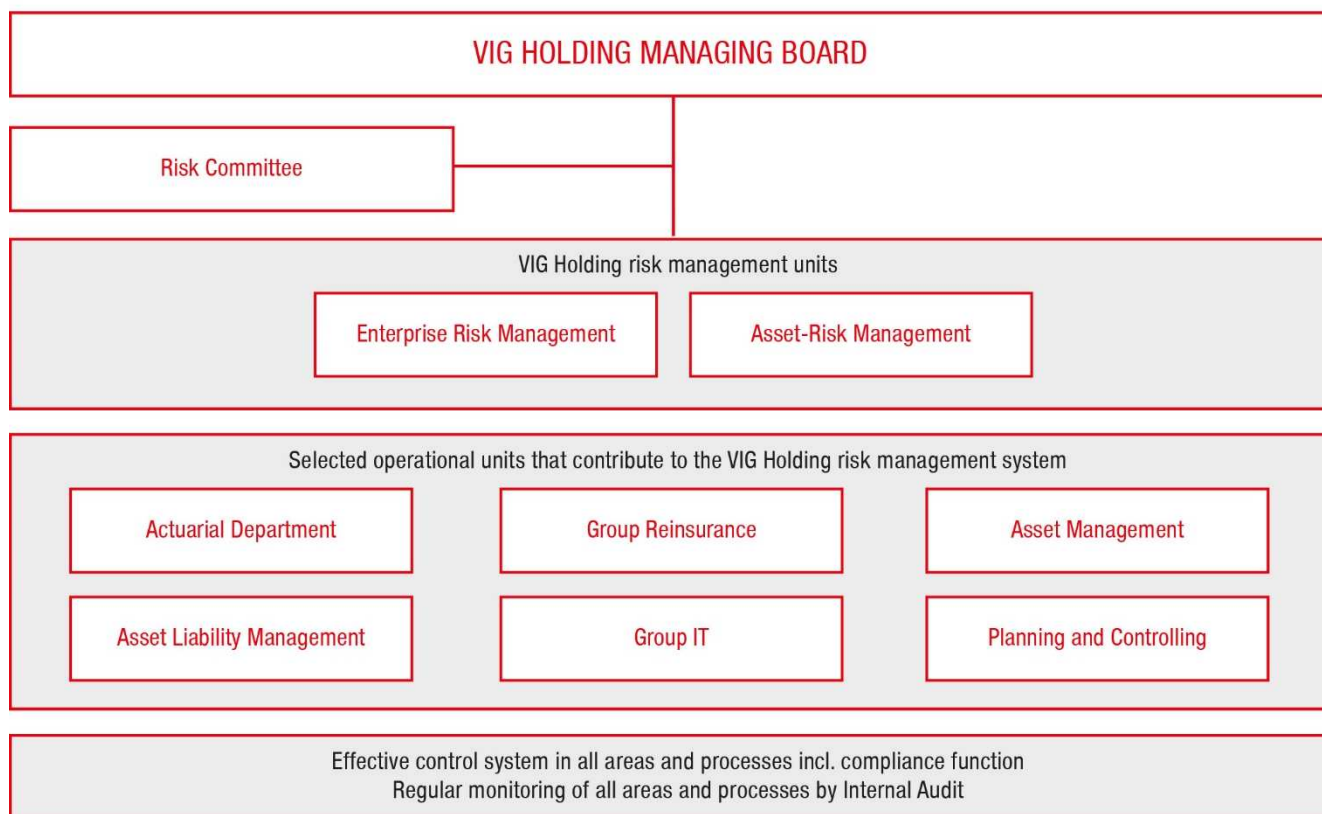 VIG HOLDING MANAGING BOARD
Risk Committee
VIG Holding risk management units
Enterprise Risk Management
Asset-Risk Management
Selected operational units that contribute to the VIG Holding risk management system
Actuarial Department
Group Reinsurance
Asset Management
Asset Liability Management
Group IT
Planning and Controlling
Effective control system in all areas and processes incl. compliance function
Regular monitoring of all areas and processes by Internal Audit